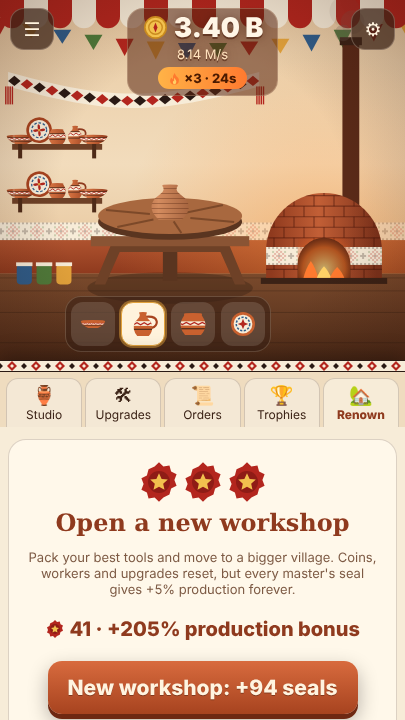 3.40 B
8.14 M/s
×3 · 24s
Studio
Upgrades
Orders
Trophies
Renown
Open a new workshop
Pack your best tools and move to a bigger village. Coins,
workers and upgrades reset, but every master's seal
gives +5% production forever.
41 · +205% production bonus
New workshop: +94 seals